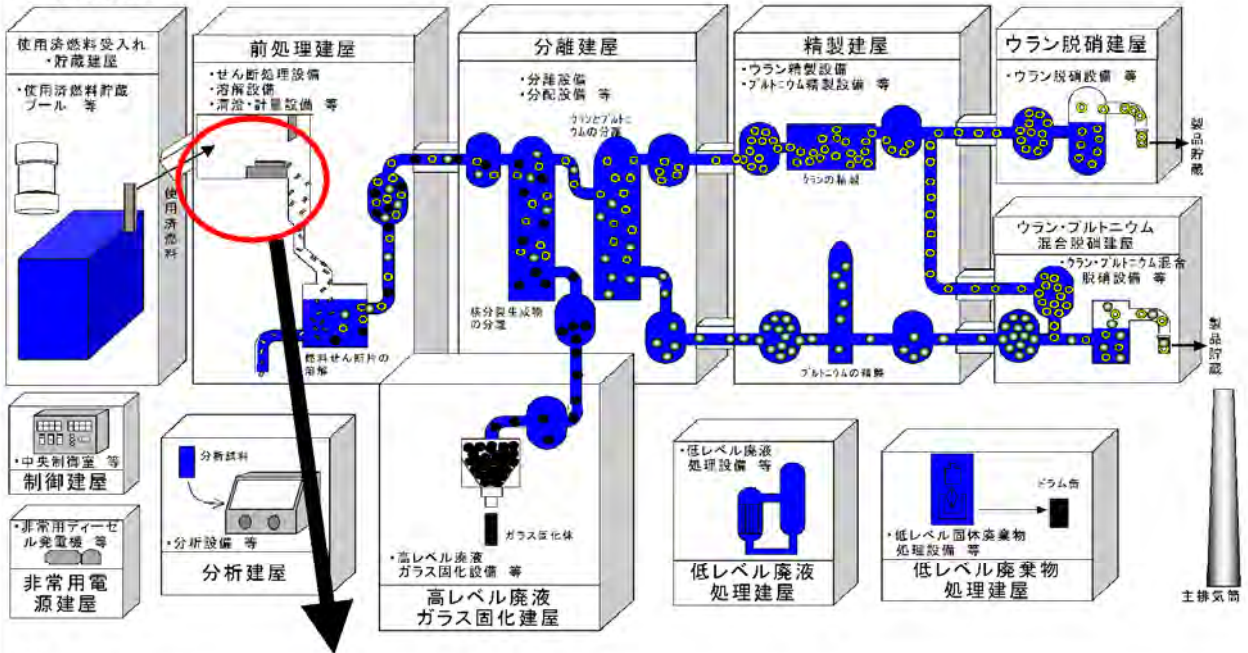 使用済燃料受入れ
・貯蔵建屋
・使用済燃料貯蔵
プール 等
使用済燃料
前処理建屋
・せん断処理設備
・溶解設備
・清澄・計量設備 等
燃料せん断片の
溶解
分離建屋
・分離設備
・分配設備 等
ウランとプルトニ
ウムの分離
核分裂生成物
の分離
精製建屋
・ウラン精製設備
・プルトニウム精製設備 等
ウランの精製
プルトニウムの精製
ウラン脱硝建屋
・ウラン脱硝設備 等
製品貯蔵
ウラン・プルトニウム
混合脱硝建屋
・ウラン・プルトニウム混合
脱硝設備 等
製品貯蔵
・中央制御室 等
制御建屋
・非常用ディーゼ
ル発電機 等
非常用電
源建屋
分析試料
・分析設備 等
分析建屋
ガラス固化体
・高レベル廃液
ガラス固化設備 等
高レベル廃液
ガラス固化建屋
・低レベル廃液
処理設備 等
低レベル廃液
処理建屋
ドラム缶
・低レベル固体廃棄物
処理設備 等
低レベル廃棄物
処理建屋
主排気筒